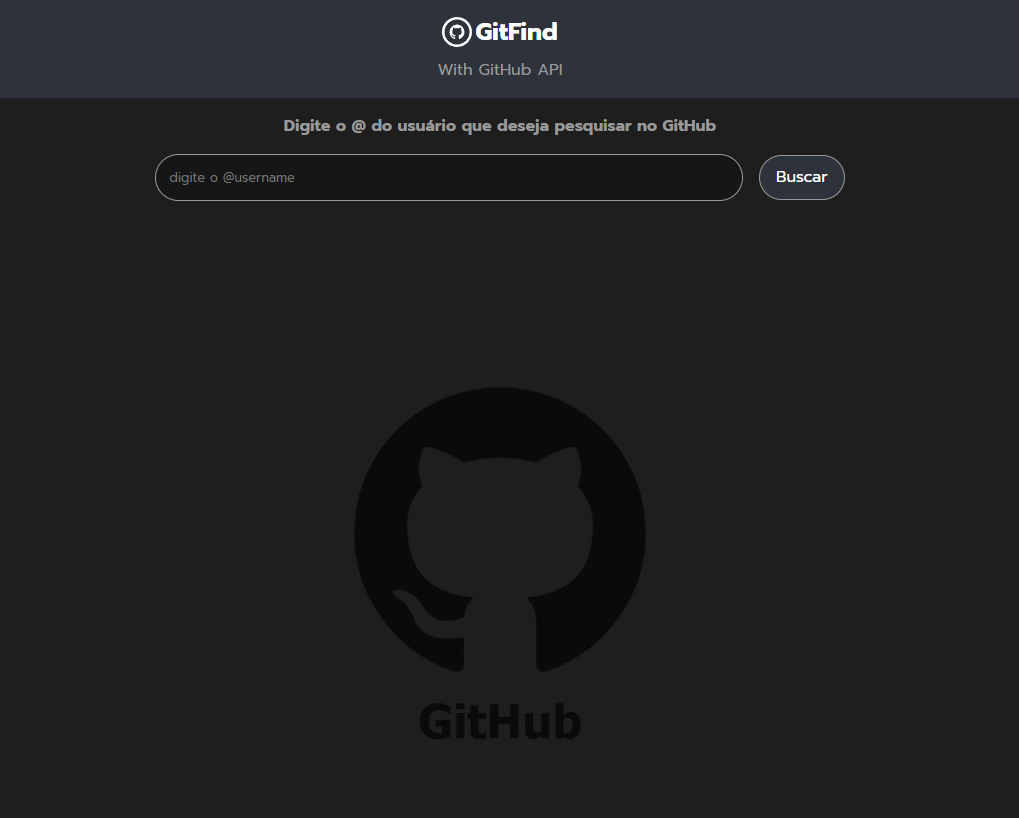 GitFind
With GitHub API
Digite o @ do usuário que deseja pesquisar no GitHub
digite o @username
Buscar
GitHub